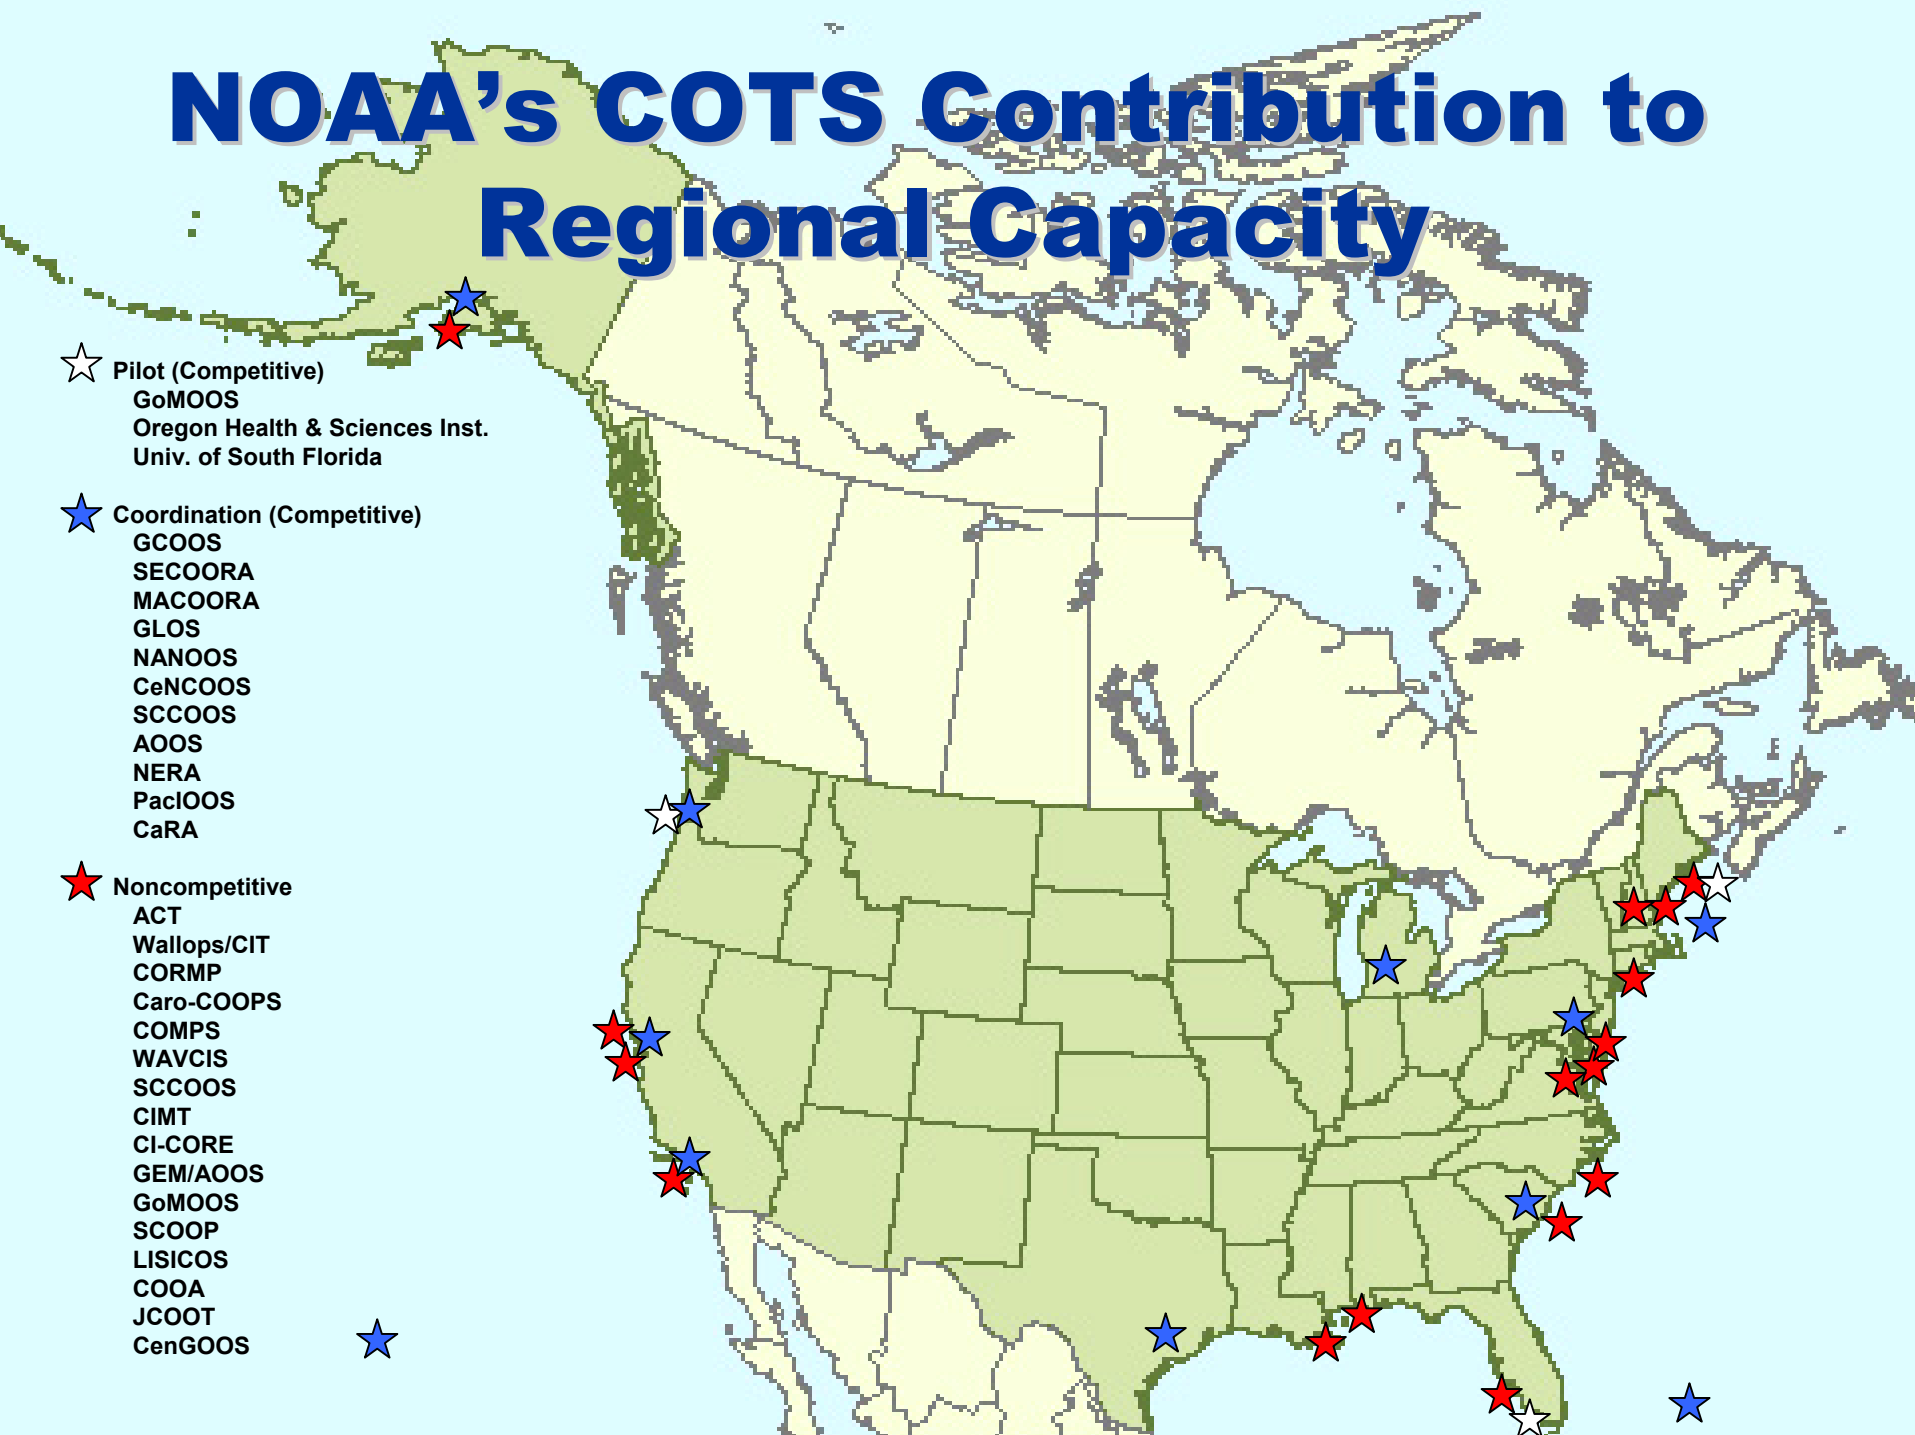 NOAA's COTS Contribution to
Regional Capacity
Pilot (Competitive)
GoMOOS
Oregon Health & Sciences Inst.
Univ. of South Florida
Coordination (Competitive)
GCOOS
SECOORA
MACOORA
GLOS
NANOOS
CeNCOOS
SCCOOS
AOOS
NERA
PacIOOS
CaRA
Noncompetitive
ACT
Wallops/CIT
CORMP
Caro-COOPS
COMPS
WAVCIS
SCCOOS
CIMT
CI-CORE
GEM/AOOS
GoMOOS
SCOOP
LISICOS
COOA
JCOOT
CenGOOS